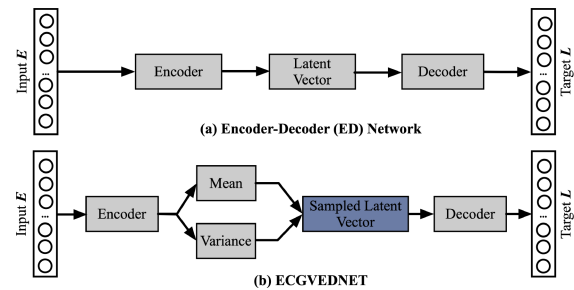 Input E
Encoder
Latent
Vector
Decoder
Target L
(a) Encoder-Decoder (ED) Network
Input E
Encoder
Mean
Variance
Sampled Latent
Vector
Decoder
Target L
(b) ECGVEDNET